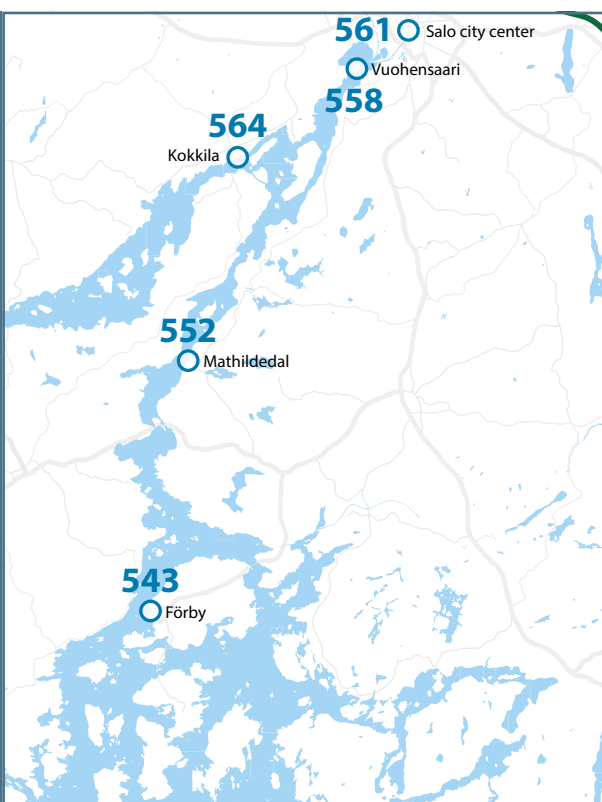 561
Salo city center
Vuohensaari
558
564
Kokkila
552
Mathildedal
543
Förby